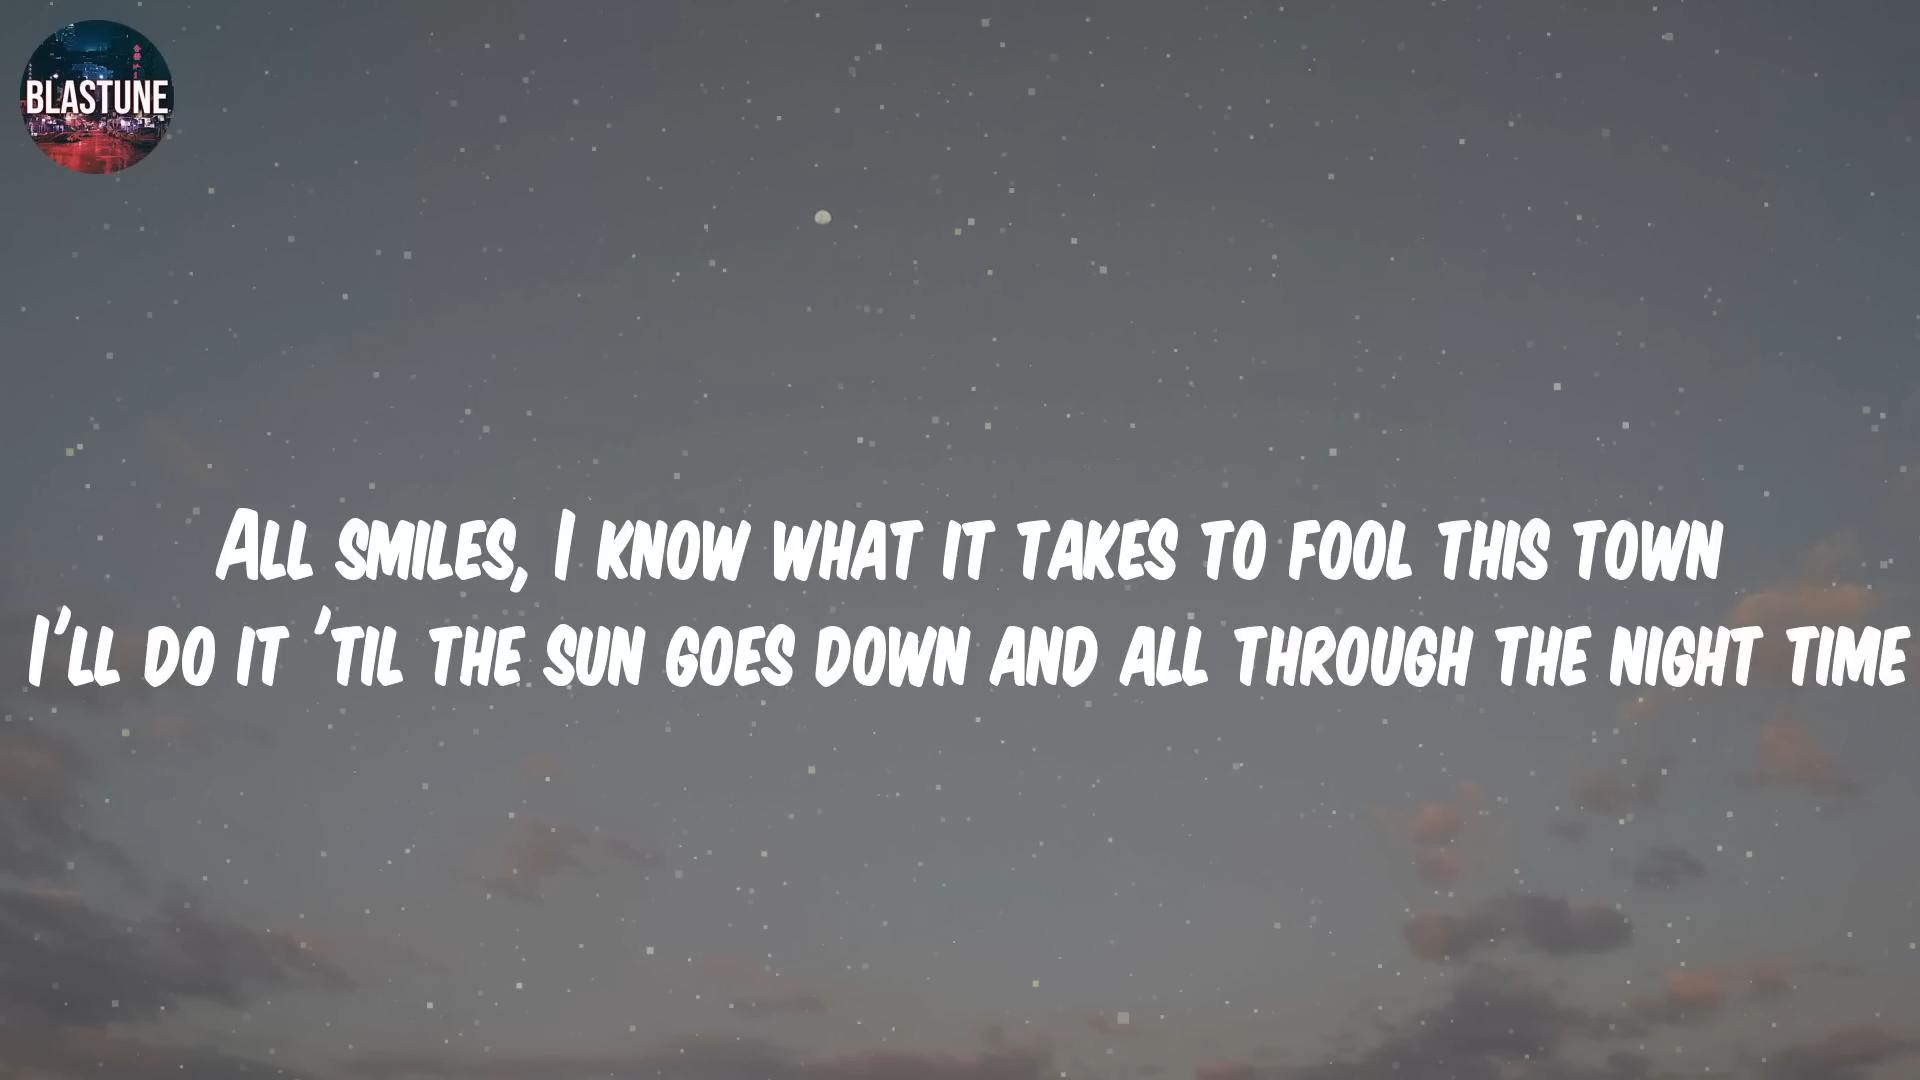 BLASTUNE
All smiles, I know what it takes to fool this town
I'll do it 'til the sun goes down and all through the night time